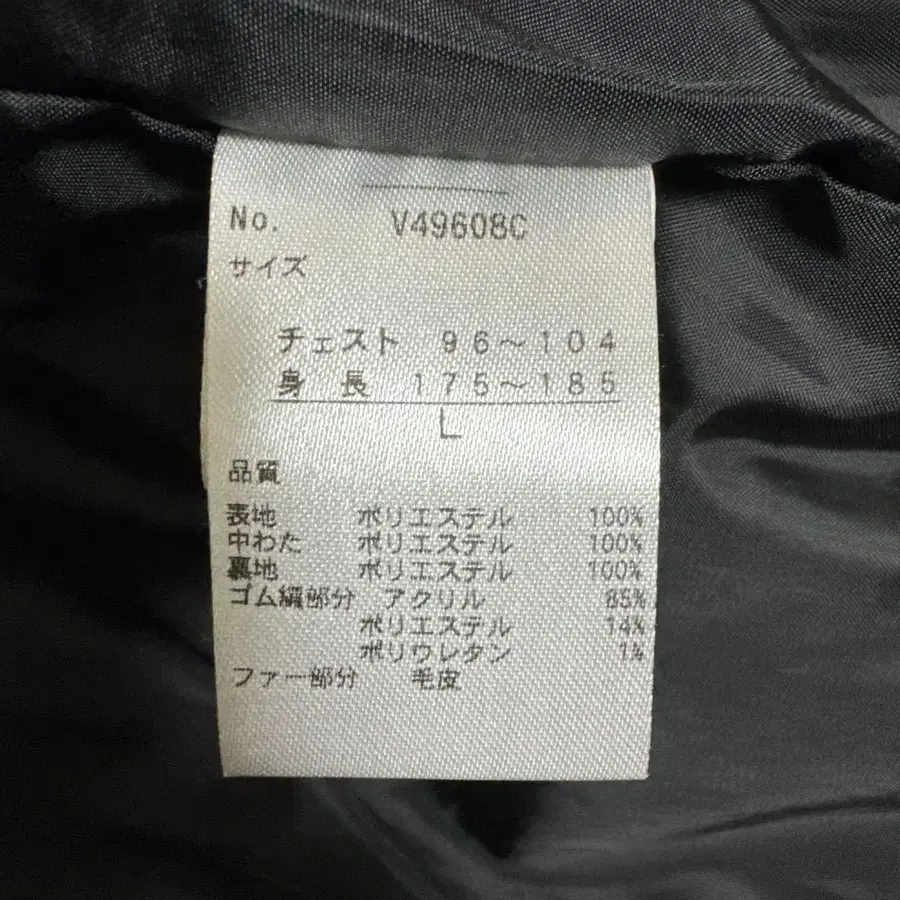 No. V49608C
サイズ
チェスト 96～104
身長 175～185
L
品質
表地 ポリエステル 100%
中わた ポリエステル 100%
裏地 ポリエステル 100%
ゴム編部分 アクリル 85%
ポリエステル 14%
ポリウレタン 1%
ファー部分 毛皮